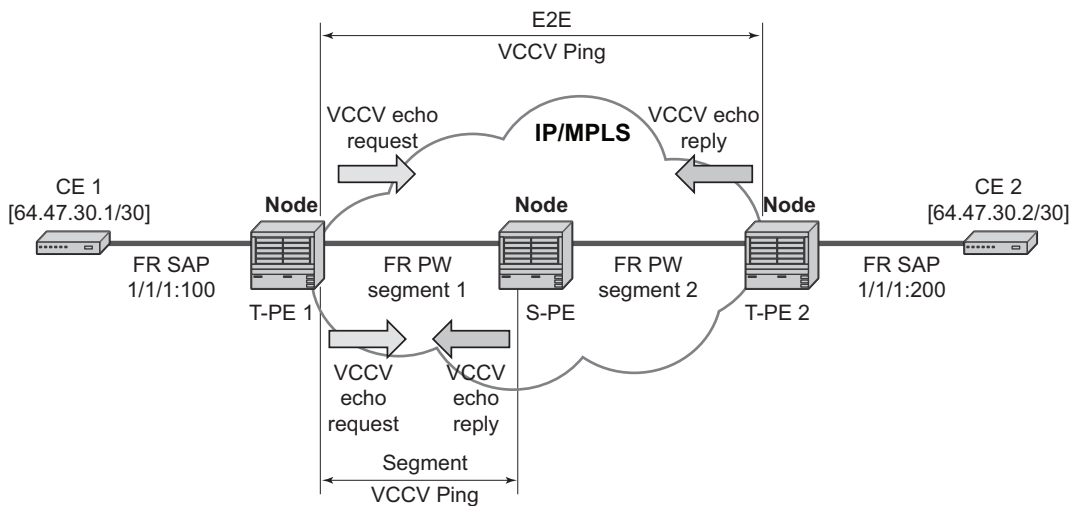 E2E
VCCV Ping
VCCV echo
request
IP/MPLS
VCCV echo
reply
CE 1
[64.47.30.1/30]
Node
Node
Node
CE 2
[64.47.30.2/30]
FR SAP
1/1/1:100
T-PE 1
FR PW
segment 1
S-PE
FR PW
segment 2
T-PE 2
FR SAP
1/1/1:200
VCCV
echo
request
VCCV
echo
reply
Segment
VCCV Ping